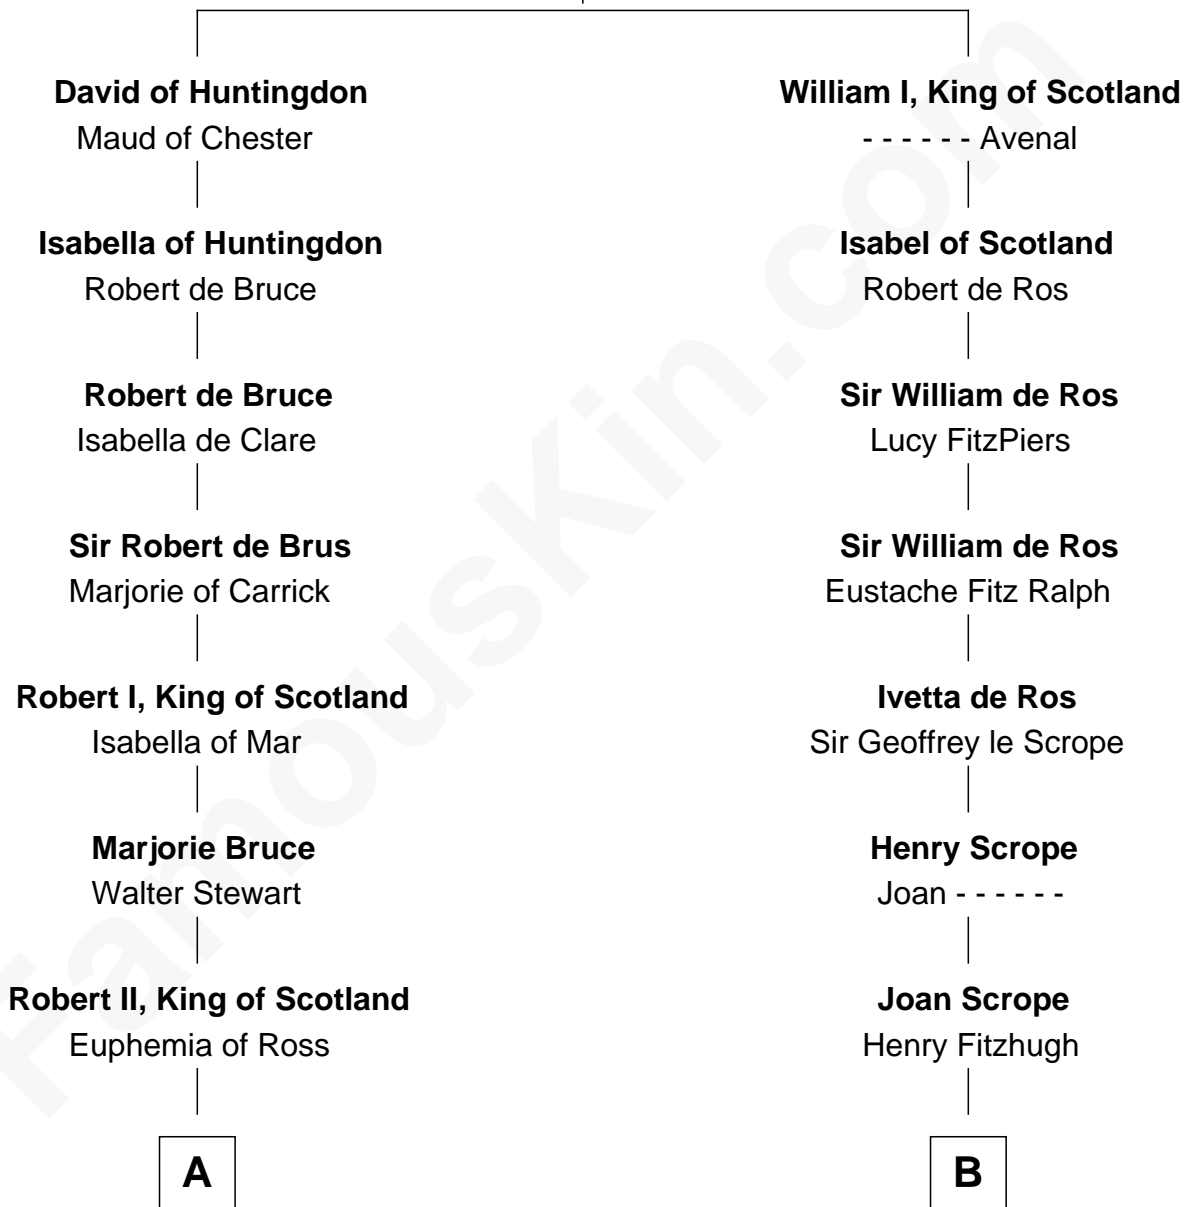 David of Huntingdon
Maud of Chester
Isabella of Huntingdon
Robert de Bruce
Robert de Bruce
Isabella de Clare
Sir Robert de Brus
Marjorie of Carrick
Robert I, King of Scotland
Isabella of Mar
Marjorie Bruce
Walter Stewart
Robert II, King of Scotland
Euphemia of Ross
A
William I, King of Scotland
- - - - - - Avenal
Isabel of Scotland
Robert de Ros
Sir William de Ros
Lucy FitzPiers
Sir William de Ros
Eustache Fitz Ralph
Ivetta de Ros
Sir Geoffrey le Scrope
Henry Scrope
Joan - - - - - -
Joan Scrope
Henry Fitzhugh
B
FamousKin.com